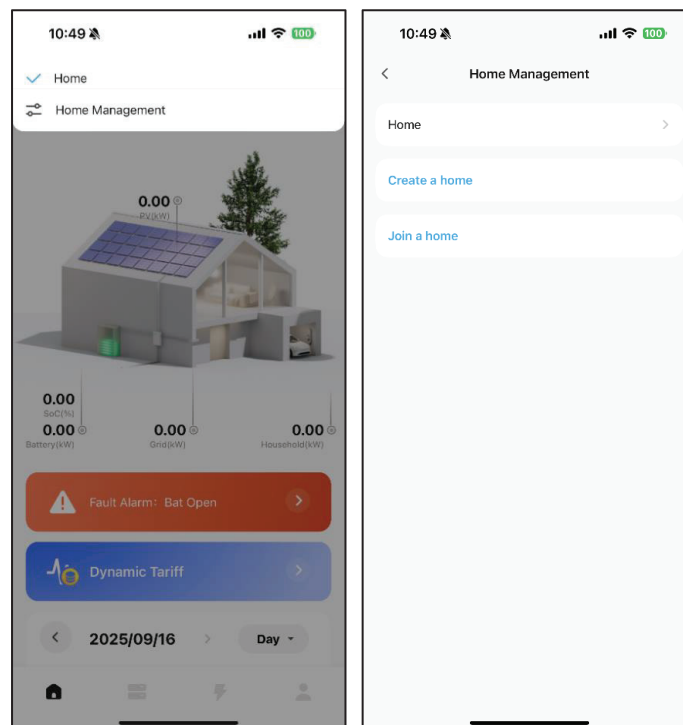 10:49
100
Home
Home Management
0.00
PV(kW)
0.00
SoC(%)
0.00
Battery(kW)
0.00
Grid(kW)
0.00
Household(kW)
Fault Alarm: Bat Open
Dynamic Tariff
2025/09/16
Day
10:49
100
Home Management
Home
Create a home
Join a home